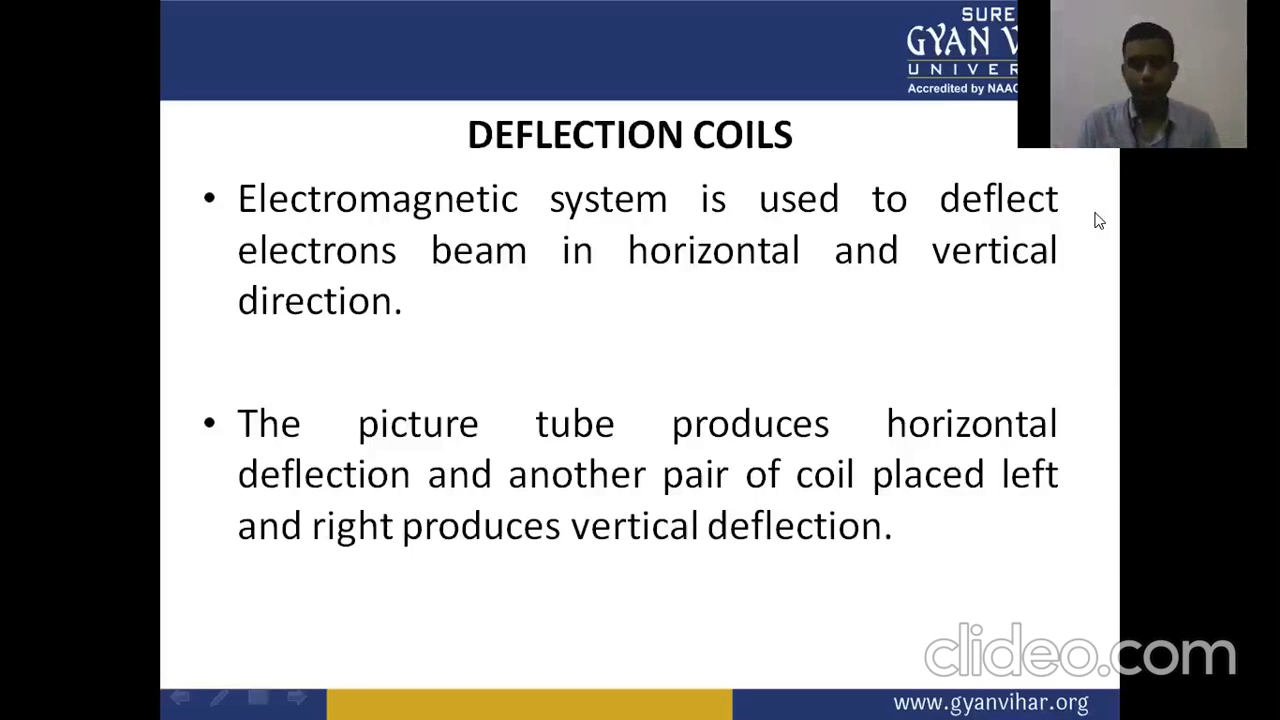 SURE
GYAN V
UNIVER
Accredited by NAAC
DEFLECTION COILS
• Electromagnetic system is used to deflect
electrons beam in horizontal and vertical
direction.
• The picture tube produces horizontal
deflection and another pair of coil placed left
and right produces vertical deflection.
clideo.com
www.gyanvihar.org